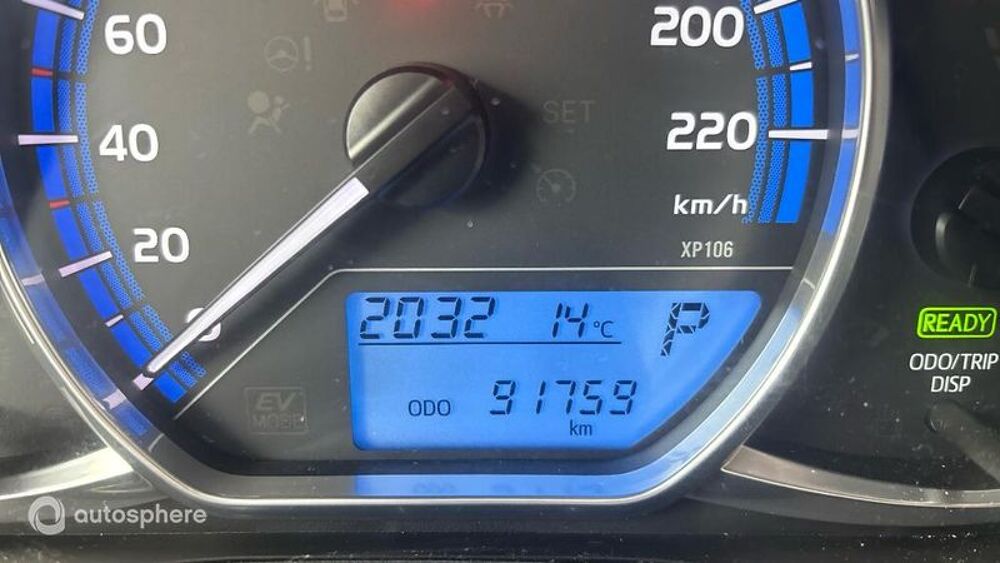 60
40
20
0
200
220
km/h
XP106
SET
2032 14°C P
ODO 91759
km
EV
MODE
READY
ODO/TRIP
DISP
autosphere